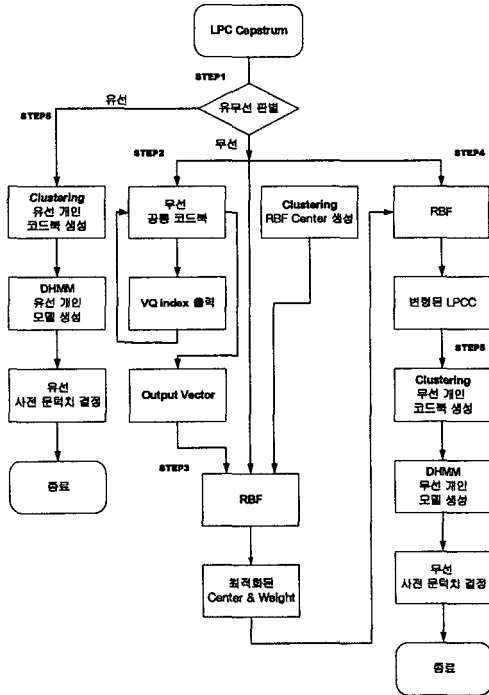 LPC Cepstrum
STEP1
유무선 판별
유선
무선
STEP5
STEP2
STEP4
Clustering
유선 개인
코드북 생성
무선
공통 코드북
Clustering
RBF Center 생성
RBF
DHMM
유선 개인
모델 생성
VQ index 출력
변형된 LPCC
STEP5
유선
사전 문턱치 결정
Output Vector
Clustering
무선 개인
코드북 생성
STEP3
종료
RBF
DHMM
무선 개인
모델 생성
최적화된
Center & Weight
무선
사전 문턱치 결정
종료